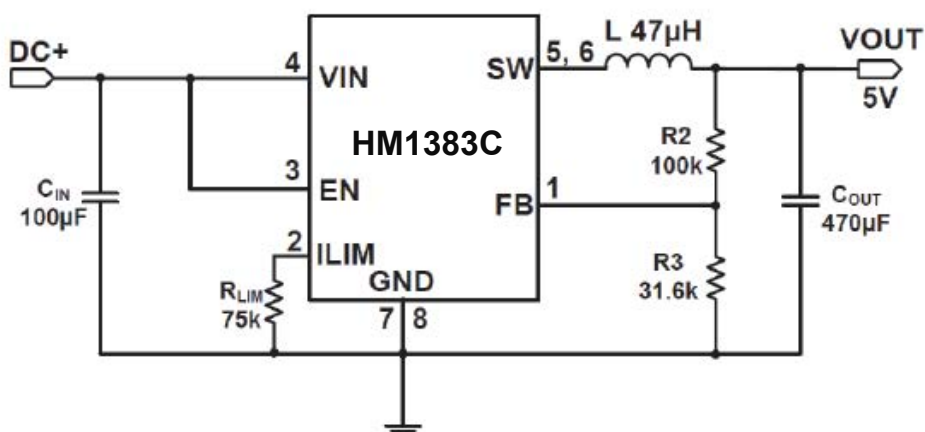 DC+
4
VIN
3
EN
2
ILIM
GND
7 8
HM1383C
SW
5, 6
L 47µH
FB
1
VOUT
5V
R2
100k
R3
31.6k
CIN
100µF
RLIM
75k
COUT
470µF